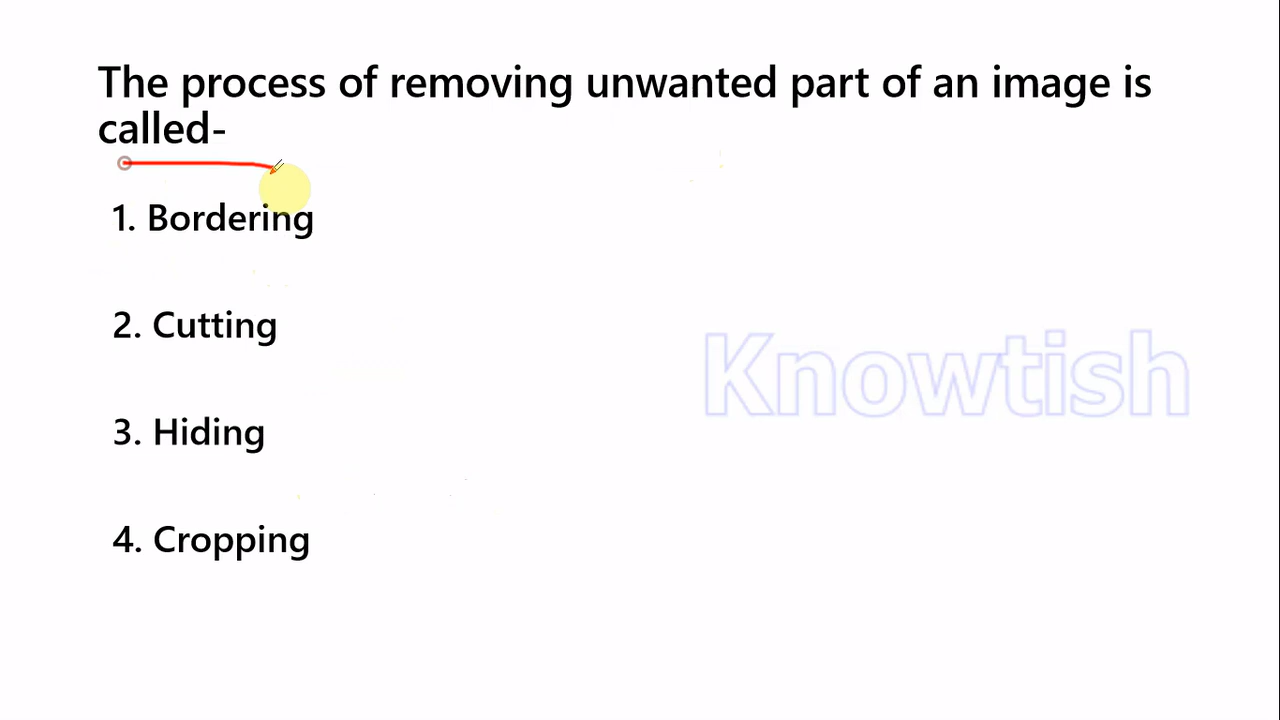 The process of removing unwanted part of an image is
called-
1. Bordering
2. Cutting
3. Hiding
4. Cropping
Knowtish